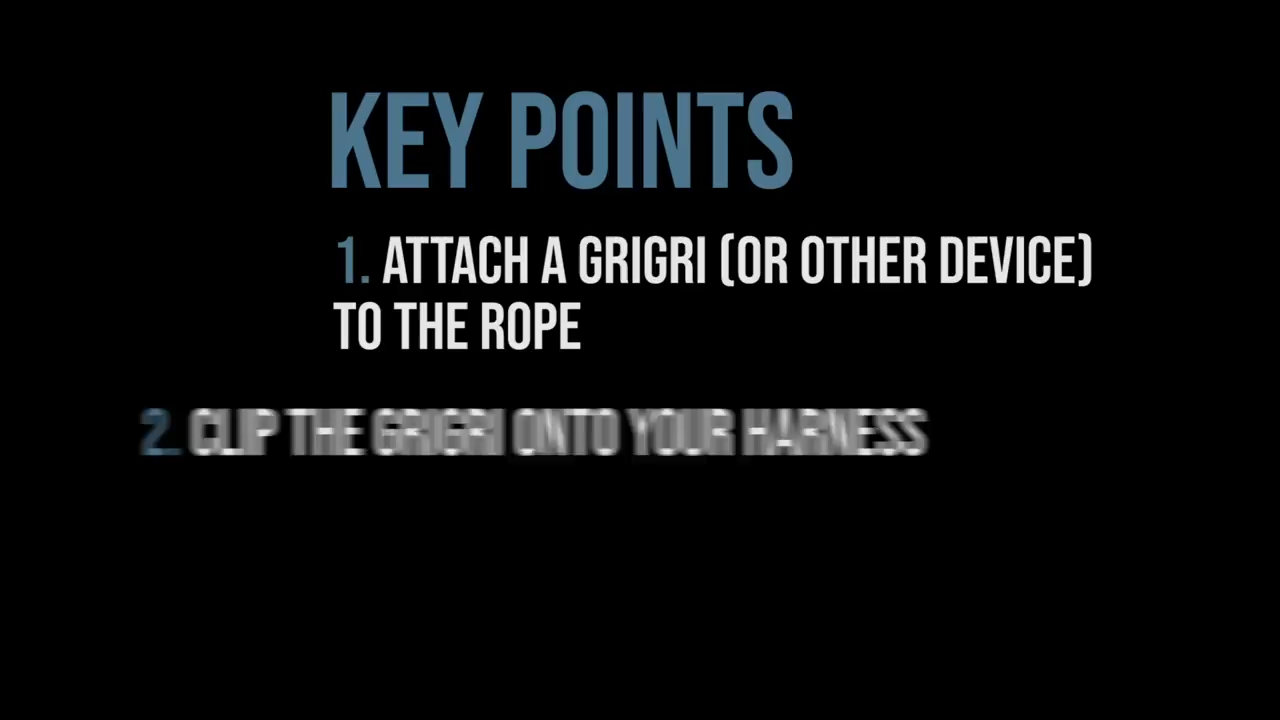 KEY POINTS
1. ATTACH A GRIGRI (OR OTHER DEVICE)
TO THE ROPE
2. CLIP THE GRIGRI ONTO YOUR HARNESS